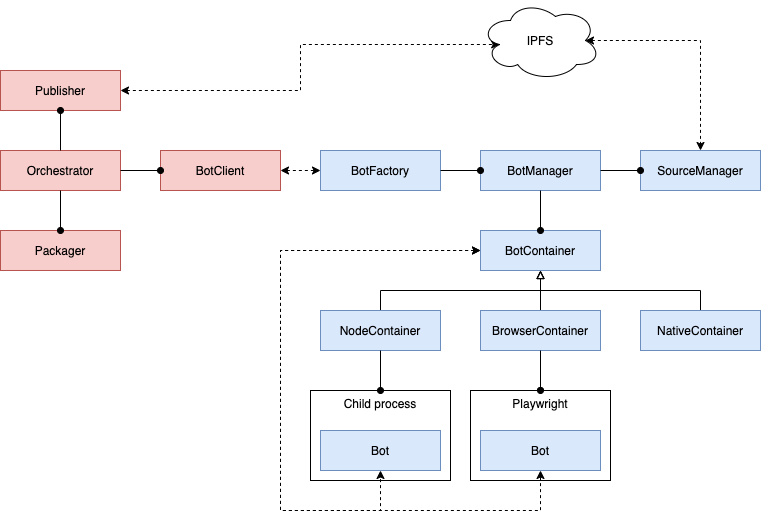 IPFS
Publisher
Orchestrator
BotClient
BotFactory
BotManager
SourceManager
Packager
BotContainer
NodeContainer
BrowserContainer
NativeContainer
Child process
Playwright
Bot
Bot